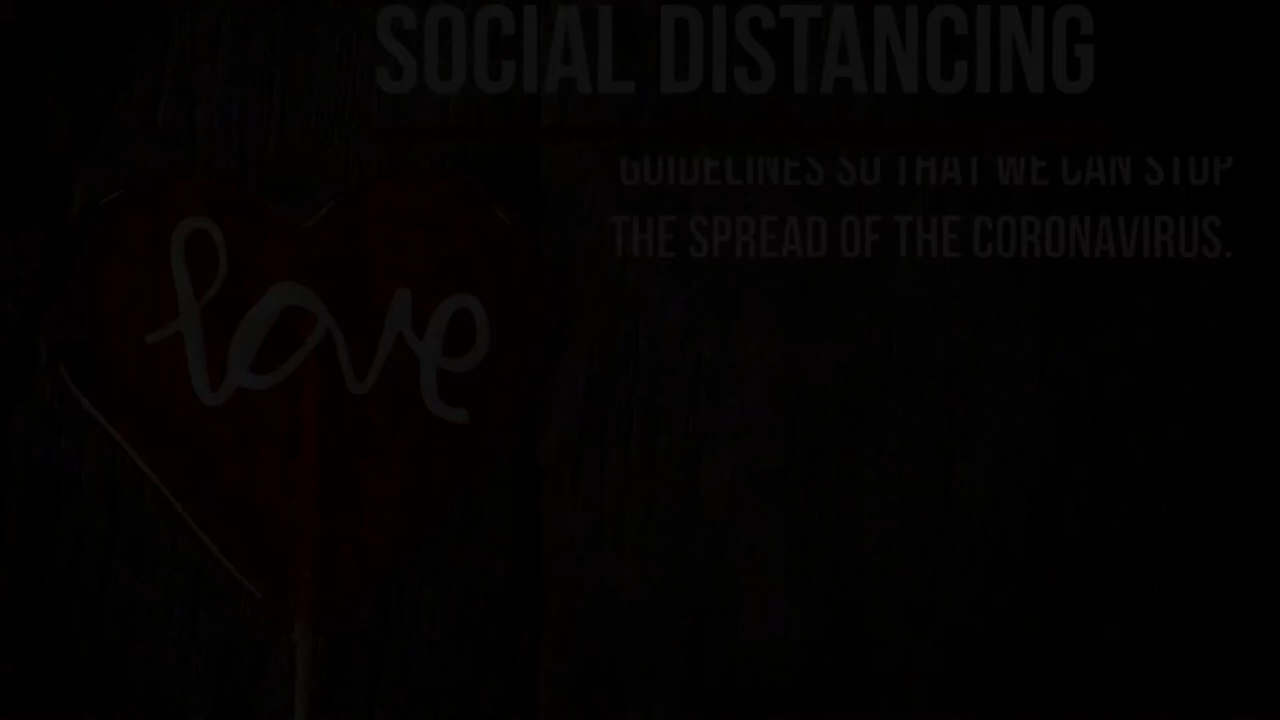 SOCIAL DISTANCING
GUIDELINES SO THAT WE CAN STOP
THE SPREAD OF THE CORONAVIRUS.
love